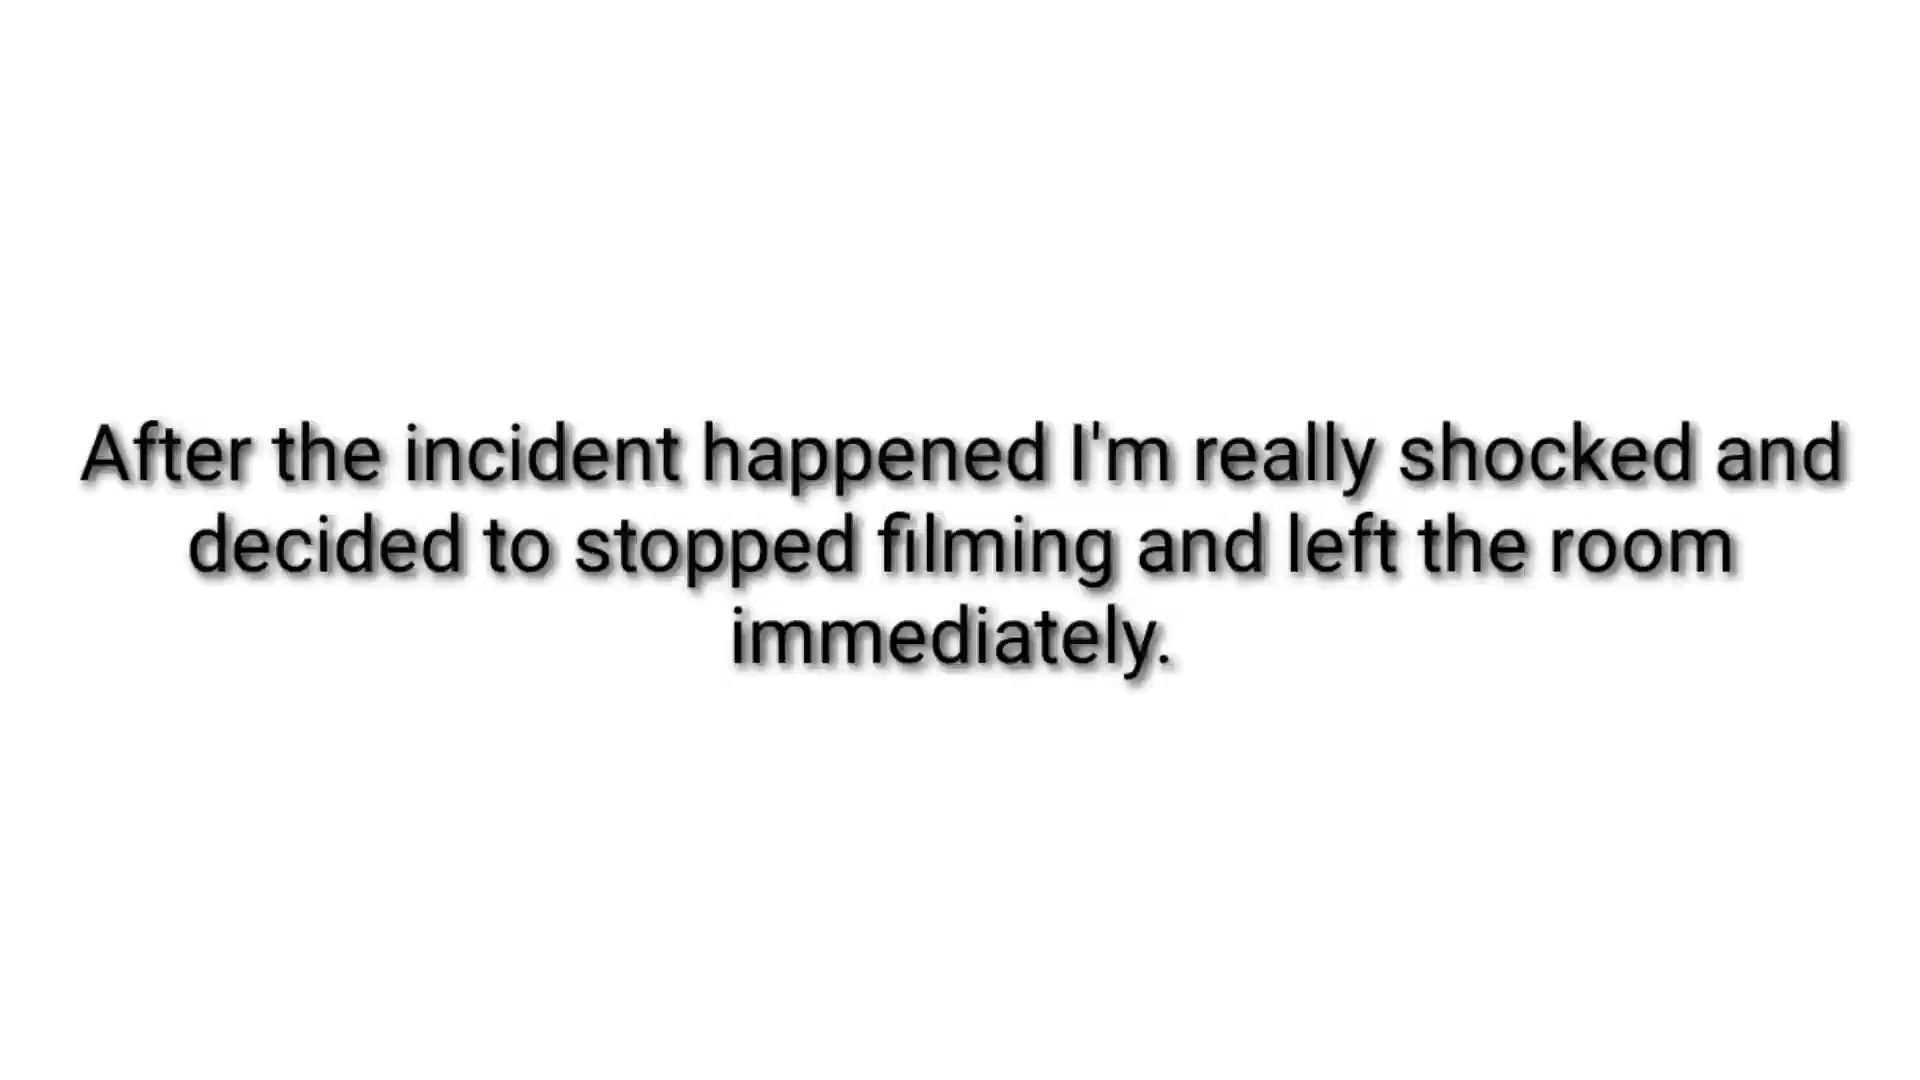 After the incident happened I'm really shocked and
decided to stopped filming and left the room
immediately.